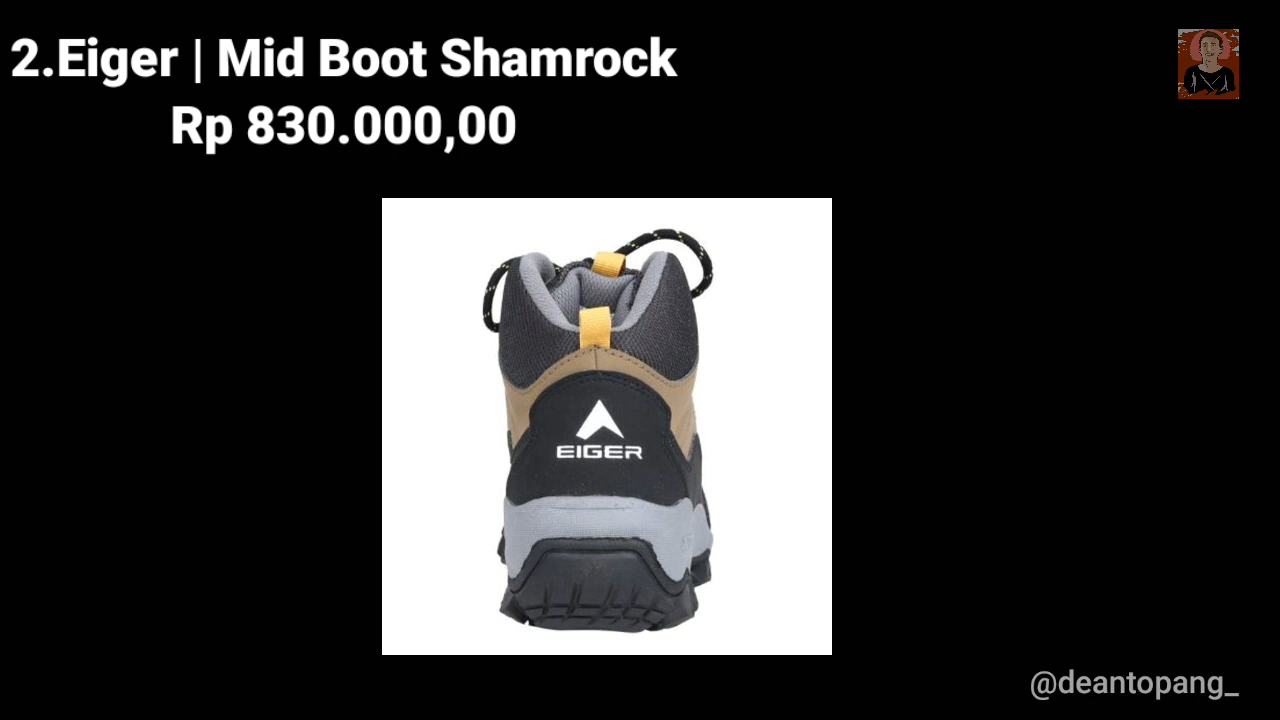 2.Eiger | Mid Boot Shamrock
Rp 830.000,00
EIGER
@deantopang_